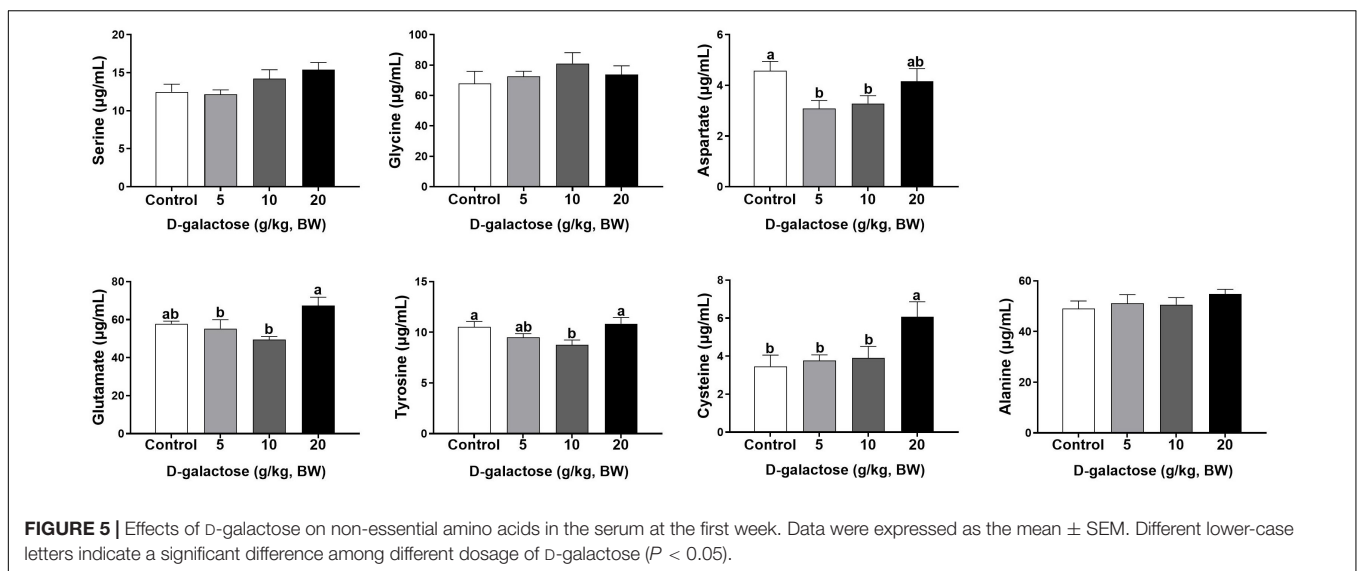 Serine (µg/mL)
20
15
10
5
0
Control 5 10 20
D-galactose (g/kg, BW)
Glycine (µg/mL)
100
80
60
40
20
0
Control 5 10 20
D-galactose (g/kg, BW)
Aspartate (µg/mL)
6
4
2
0
a b b ab
Control 5 10 20
D-galactose (g/kg, BW)
Glutamate (µg/mL)
80
60
40
20
0
ab b b a
Control 5 10 20
D-galactose (g/kg, BW)
Tyrosine (µg/mL)
15
10
5
0
a ab b a
Control 5 10 20
D-galactose (g/kg, BW)
Cysteine (µg/mL)
8
6
4
2
0
b b b a
Control 5 10 20
D-galactose (g/kg, BW)
Alanine (µg/mL)
60
40
20
0
Control 5 10 20
D-galactose (g/kg, BW)
FIGURE 5 | Effects of D-galactose on non-essential amino acids in the serum at the first week. Data were expressed as the mean ± SEM. Different lower-case
letters indicate a significant difference among different dosage of D-galactose (P < 0.05).